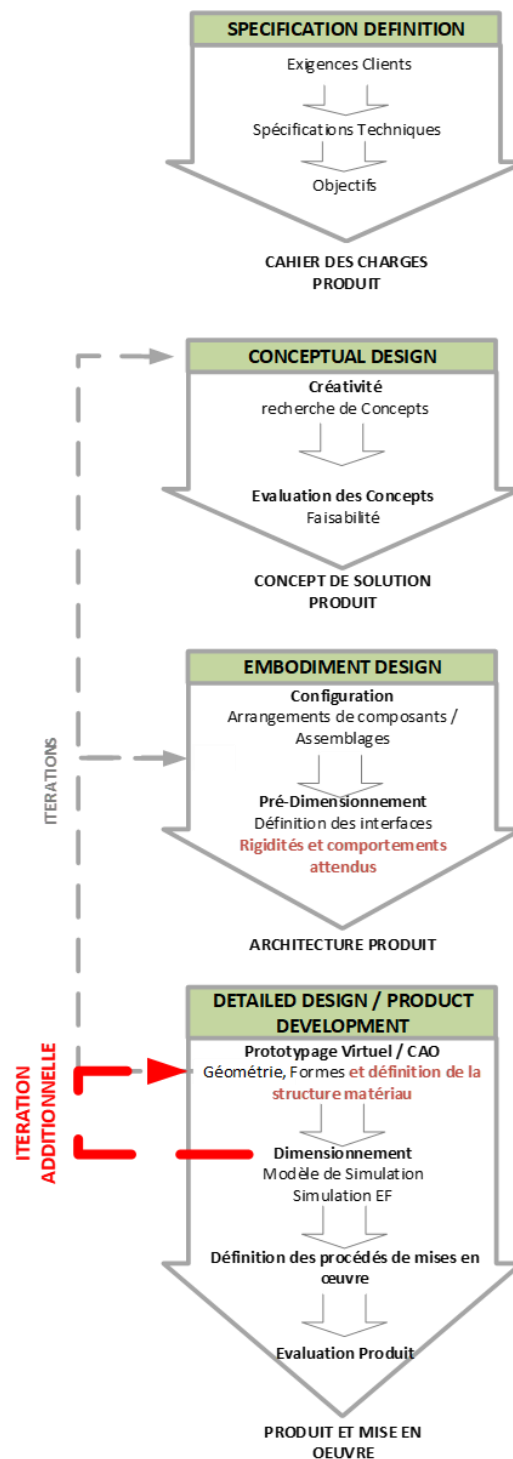 SPECIFICATION DEFINITION
Exigences Clients
Spécifications Techniques
Objectifs
CAHIER DES CHARGES
PRODUIT
CONCEPTUAL DESIGN
Créativité
recherche de Concepts
Evaluation des Concepts
Faisabilité
CONCEPT DE SOLUTION
PRODUIT
EMBODIMENT DESIGN
Configuration
Arrangements de composants /
Assemblages
Pré-Dimensionnement
Définition des interfaces
Rigidités et comportements
attendus
ARCHITECTURE PRODUIT
ITERATIONS
DETAILED DESIGN / PRODUCT
DEVELOPMENT
Prototypage Virtuel / CAO
Géométrie, Formes et définition de la
structure matériau
ITERATION
ADDITIONNELLE
Dimensionnement
Modèle de Simulation
Simulation EF
Définition des procédés de mises en
œuvre
Evaluation Produit
PRODUIT ET MISE EN
OEUVRE